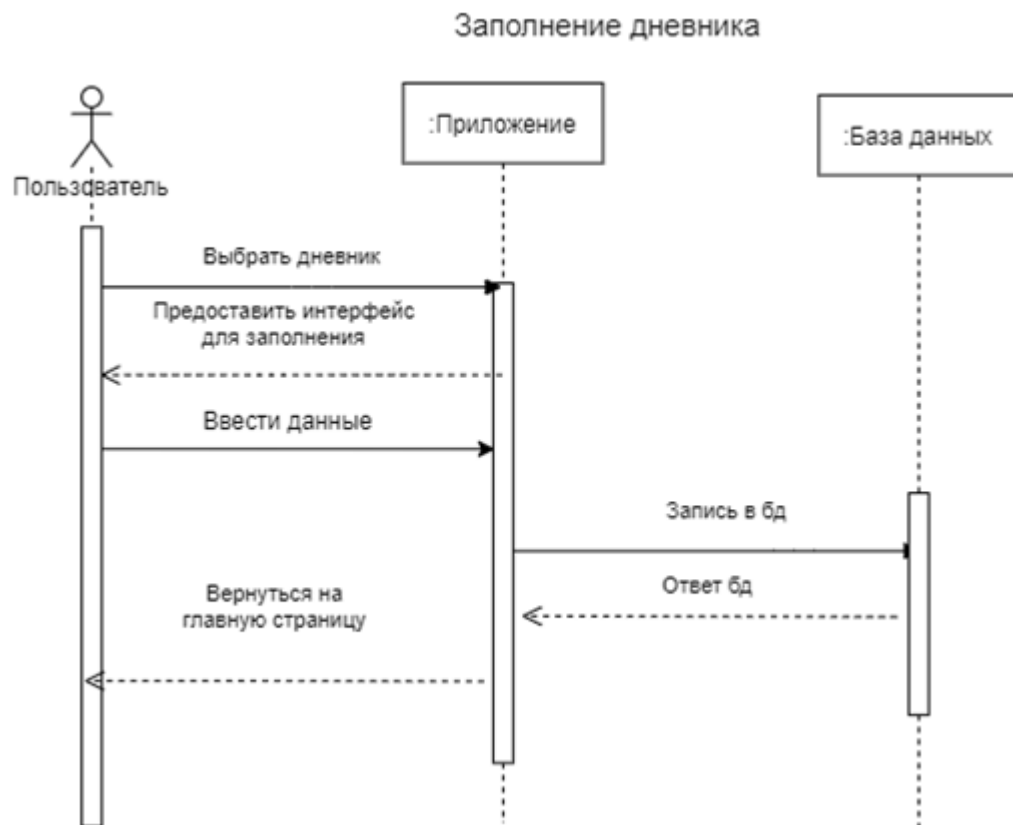 Заполнение дневника
:Приложение
:База данных
Пользователь
Выбрать дневник
Предоставить интерфейс
для заполнения
Ввести данные
Запись в бд
Ответ бд
Вернуться на
главную страницу